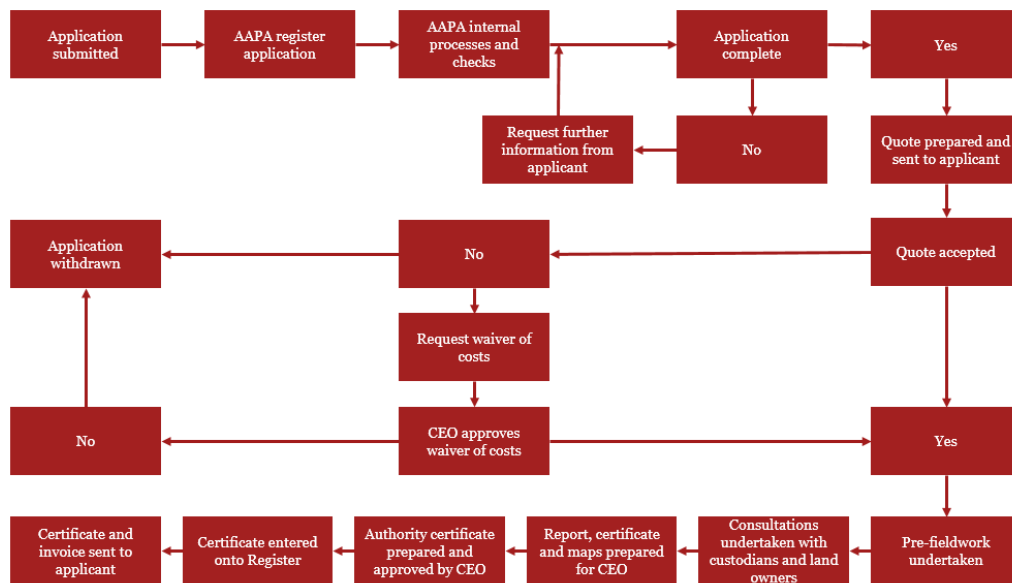 Application
submitted
AAPA register
application
AAPA internal
processes and
checks
Application
complete
Yes
Request further
information from
applicant
No
Quote prepared and
sent to applicant
Application
withdrawn
No
Quote accepted
Request waiver of
costs
No
CEO approves
waiver of costs
Yes
Certificate and
invoice sent to
applicant
Certificate entered
onto Register
Authority certificate
prepared and
approved by CEO
Report, certificate
and maps prepared
for CEO
Consultations
undertaken with
custodians and land
owners
Pre-fieldwork
undertaken